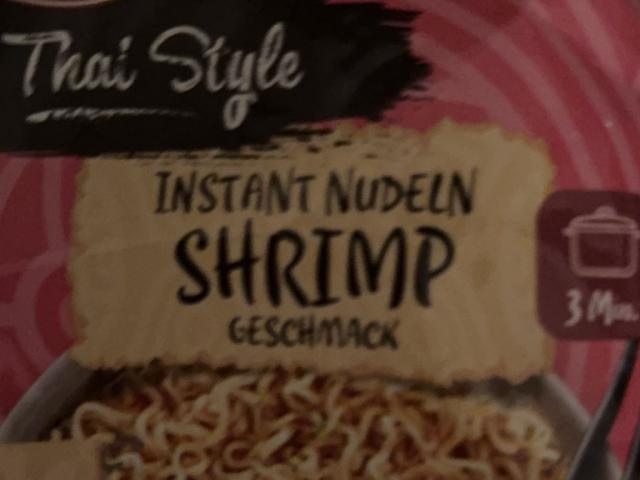 Thai Style
INSTANT NUDELN
SHRIMP
GESCHMACK
3 Min.